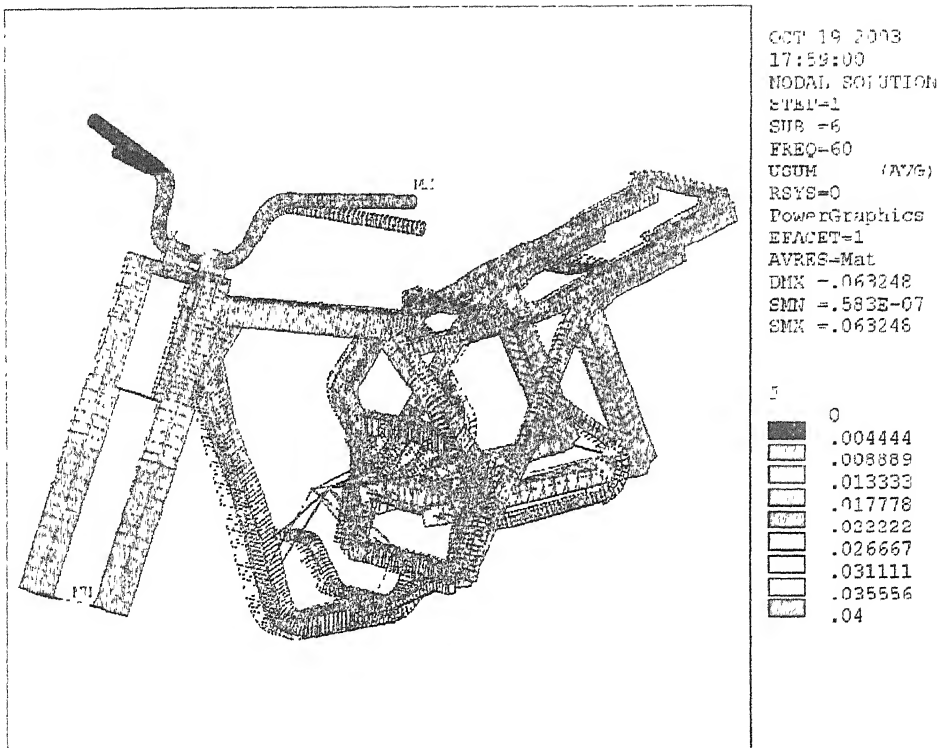 OCT 19 2003
17:59:00
NODAL SOLUTION
STEP=1
SUB =6
FREQ=60
USUM (AVG)
RSYS=0
PowerGraphics
EFACET=1
AVRES=Mat
DMX =.063248
SMN =.583E-07
SMX =.063248
0
.004444
.008889
.013333
.017778
.022222
.026667
.031111
.035556
.04